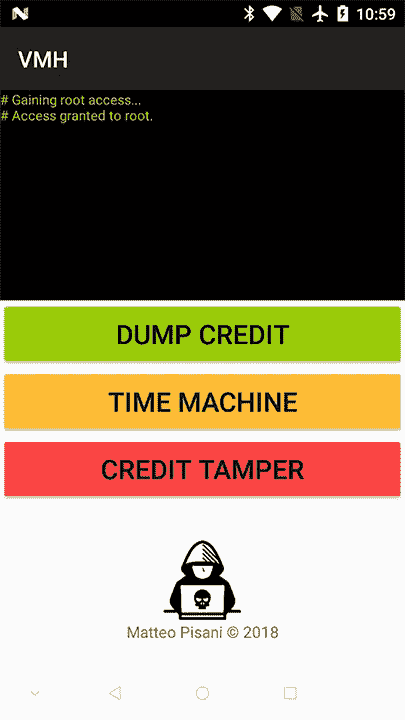 10:59
VMH
# Gaining root access...
# Access granted to root.
DUMP CREDIT
TIME MACHINE
CREDIT TAMPER
Matteo Pisani © 2018